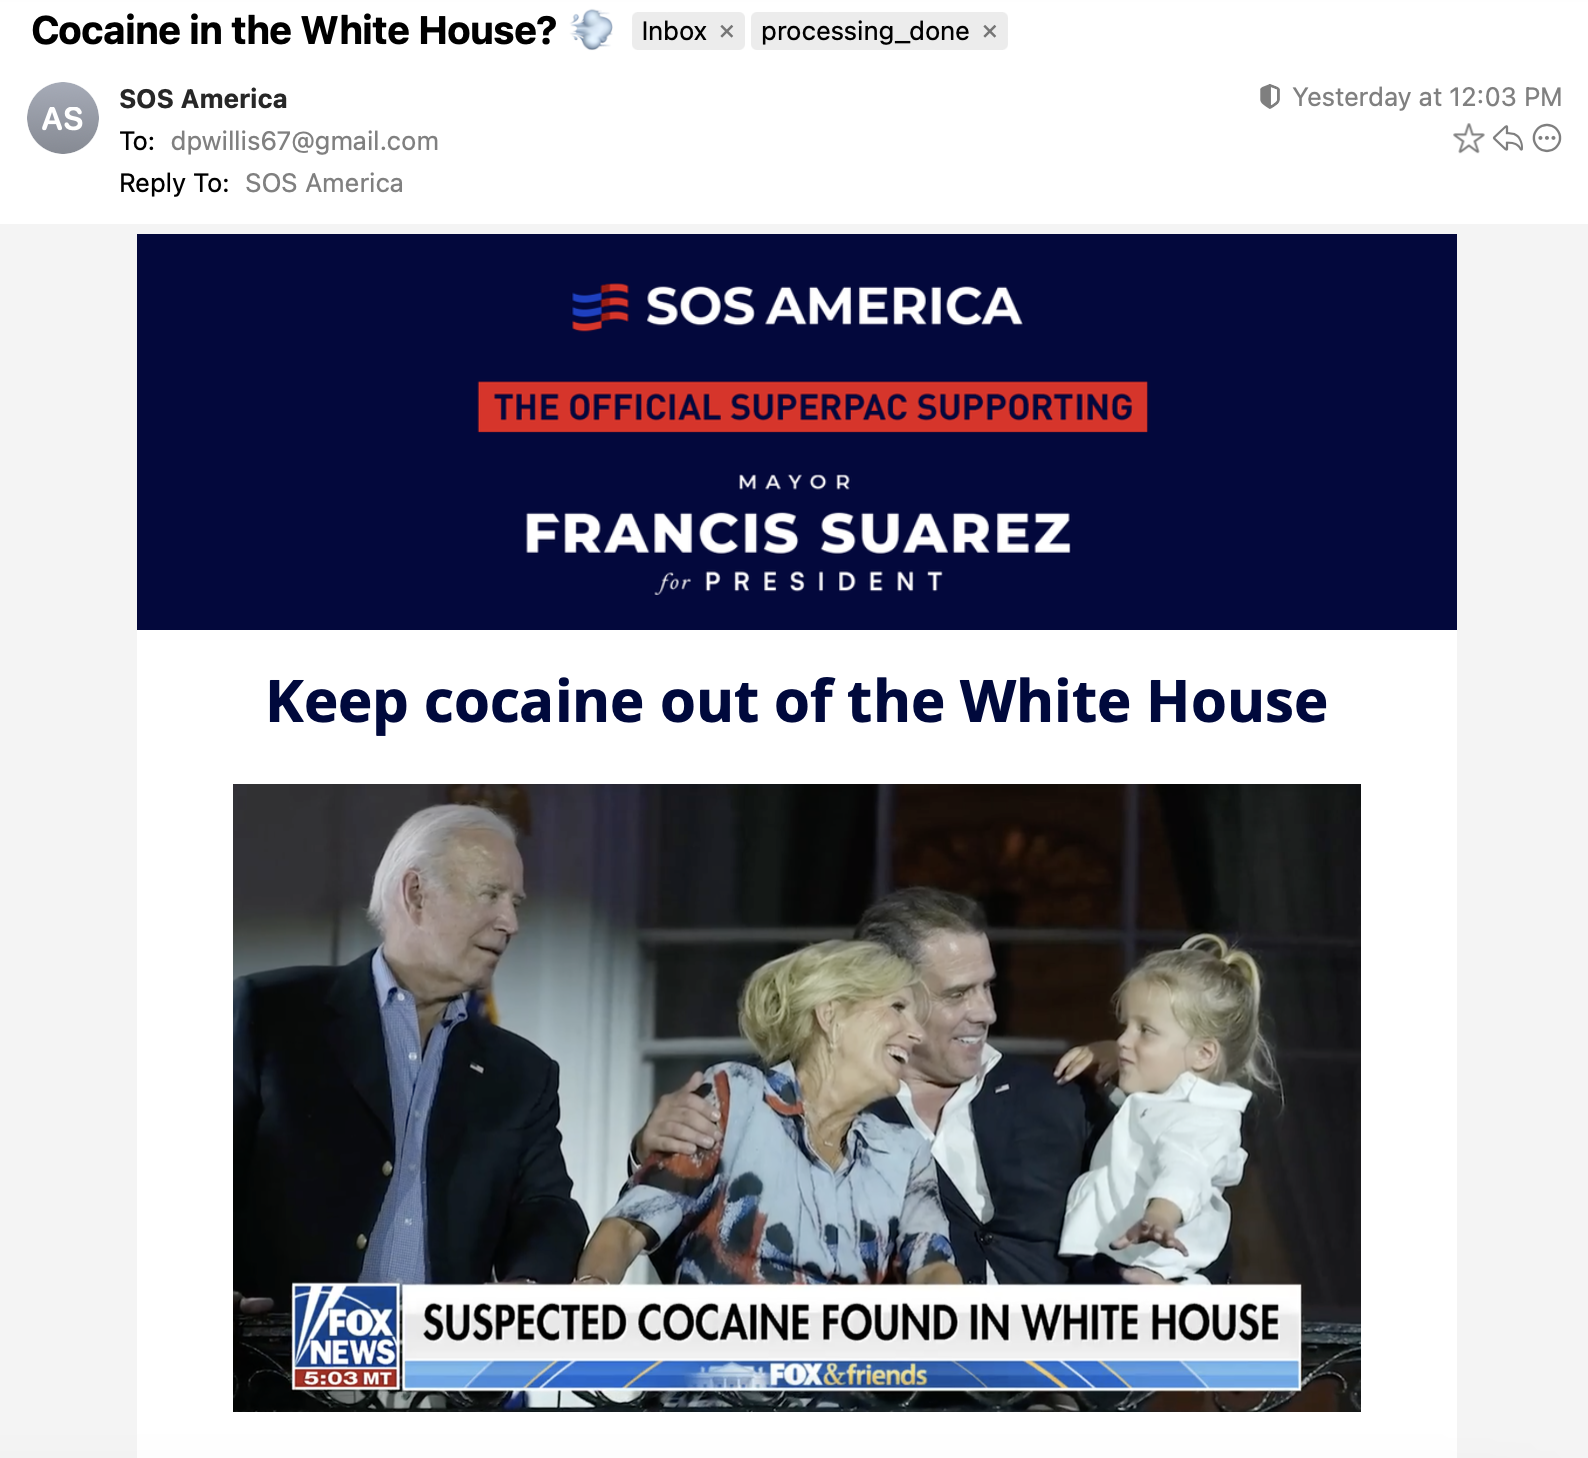 Cocaine in the White House? 💨 Inbox × processing_done ×
AS
SOS America
Yesterday at 12:03 PM
To: dpwillis67@gmail.com
Reply To: SOS America
SOS AMERICA
THE OFFICIAL SUPERPAC SUPPORTING
MAYOR
FRANCIS SUAREZ
for PRESIDENT
Keep cocaine out of the White House
FOX
NEWS
5:03 MT
SUSPECTED COCAINE FOUND IN WHITE HOUSE
FOX&friends